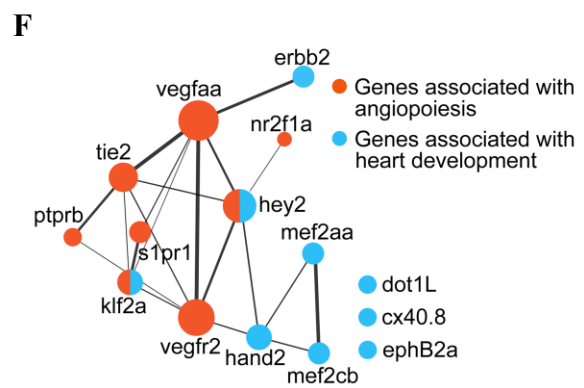 F
erbb2
vegfaa
Genes associated with
angiopoiesis
nr2f1a
Genes associated with
heart development
tie2
ptprb
hey2
s1pr1
mef2aa
klf2a
dot1L
cx40.8
vegfr2
hand2
ephB2a
mef2cb